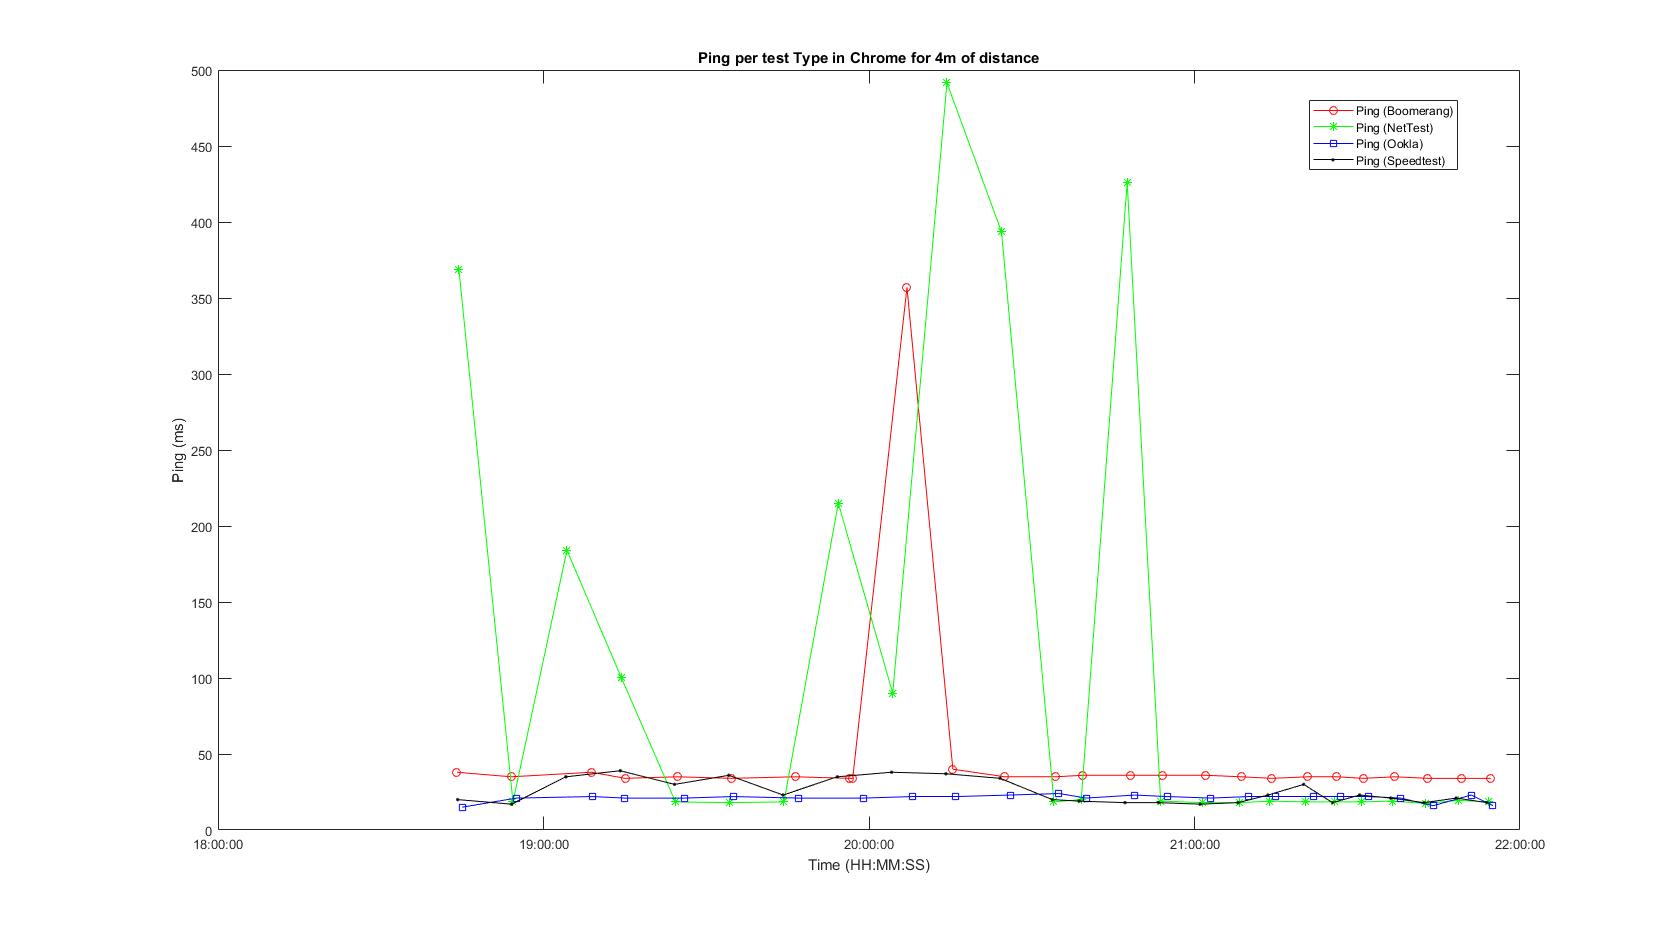 Ping per test Type in Chrome for 4m of distance
500
450
400
350
300
250
200
150
100
50
0
Ping (ms)
Ping (Boomerang)
Ping (NetTest)
Ping (Ookla)
Ping (Speedtest)
18:00:00
19:00:00
20:00:00
21:00:00
22:00:00
Time (HH:MM:SS)